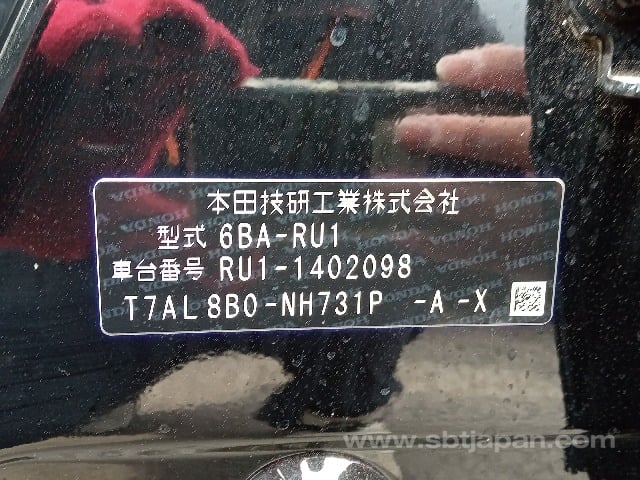 本田技研工業株式会社
型式 6BA-RU1
車台番号 RU1-1402098
T7AL 8B0-NH731P -A-X
www.sbtjapan.com